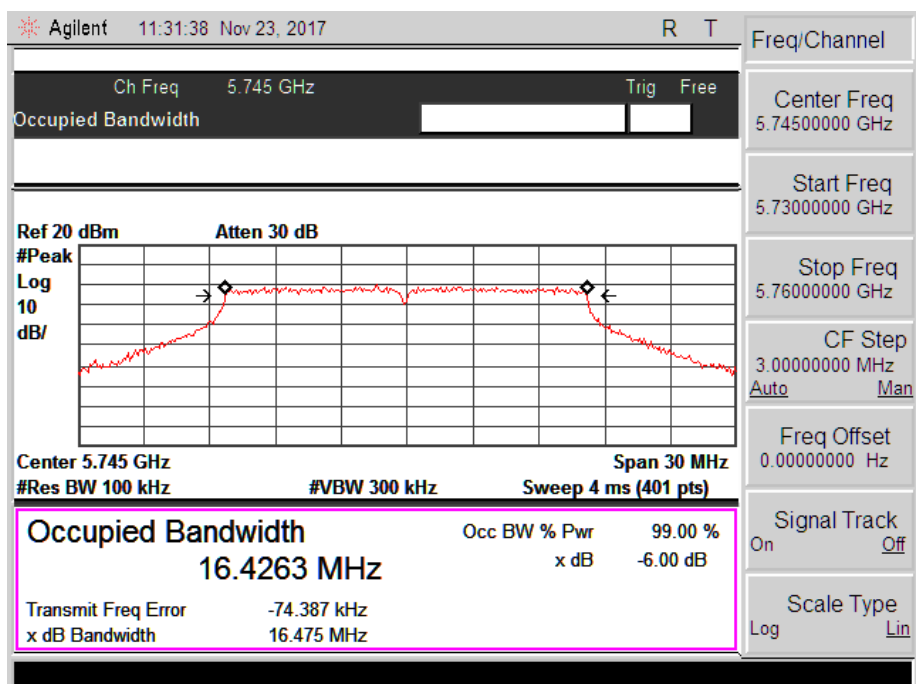 Agilent 11:31:38 Nov 23, 2017 R T
Ch Freq 5.745 GHz Trig Free
Occupied Bandwidth
Ref 20 dBm Atten 30 dB
#Peak
Log
10
dB/
Center 5.745 GHz Span 30 MHz
#Res BW 100 kHz #VBW 300 kHz Sweep 4 ms (401 pts)
Occupied Bandwidth
16.4263 MHz
Occ BW % Pwr 99.00 %
x dB -6.00 dB
Transmit Freq Error -74.387 kHz
x dB Bandwidth 16.475 MHz
Freq/Channel
Center Freq
5.74500000 GHz
Start Freq
5.73000000 GHz
Stop Freq
5.76000000 GHz
CF Step
3.00000000 MHz
Auto Man
Freq Offset
0.00000000 Hz
Signal Track
On Off
Scale Type
Log Lin